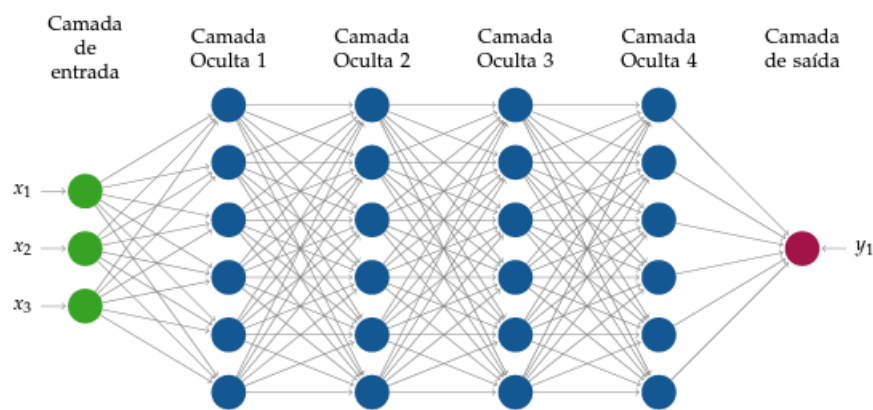 Camada
de
entrada
Camada
Oculta 1
Camada
Oculta 2
Camada
Oculta 3
Camada
Oculta 4
Camada
de saída
x₁
x₂
x₃
y₁